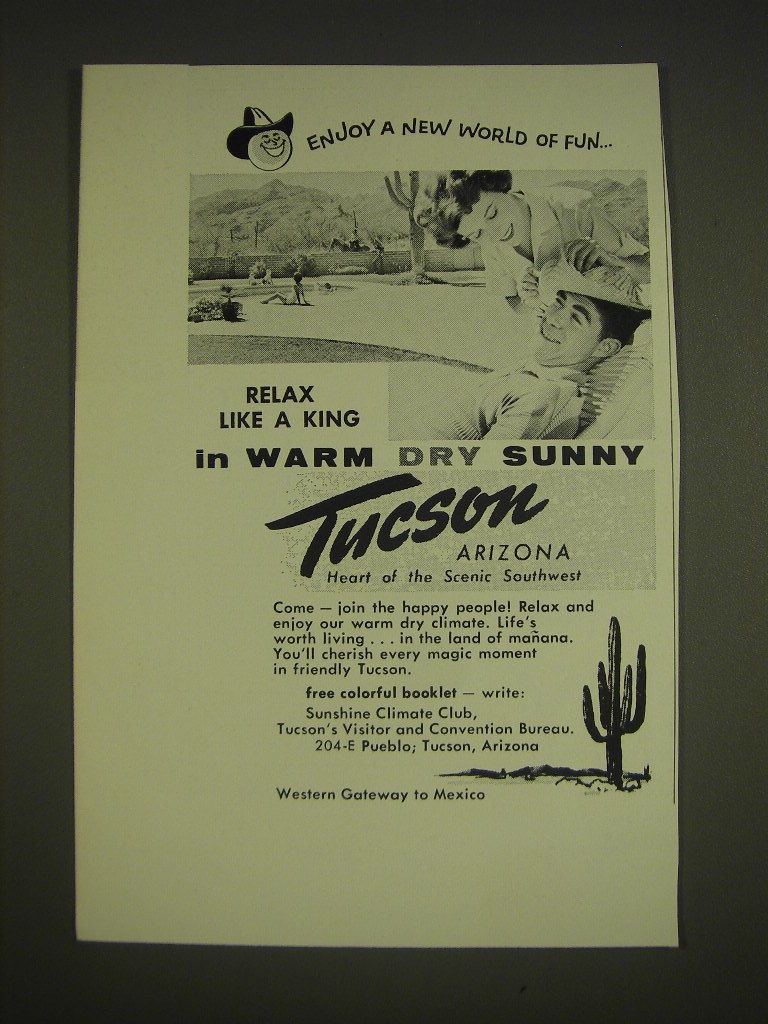 ENJOY A NEW WORLD OF FUN...
RELAX
LIKE A KING
in WARM DRY SUNNY
Tucson
ARIZONA
Heart of the Scenic Southwest
Come — join the happy people! Relax and
enjoy our warm dry climate. Life's
worth living . . . in the land of mañana.
You'll cherish every magic moment
in friendly Tucson.
free colorful booklet — write:
Sunshine Climate Club,
Tucson's Visitor and Convention Bureau.
204-E Pueblo; Tucson, Arizona
Western Gateway to Mexico